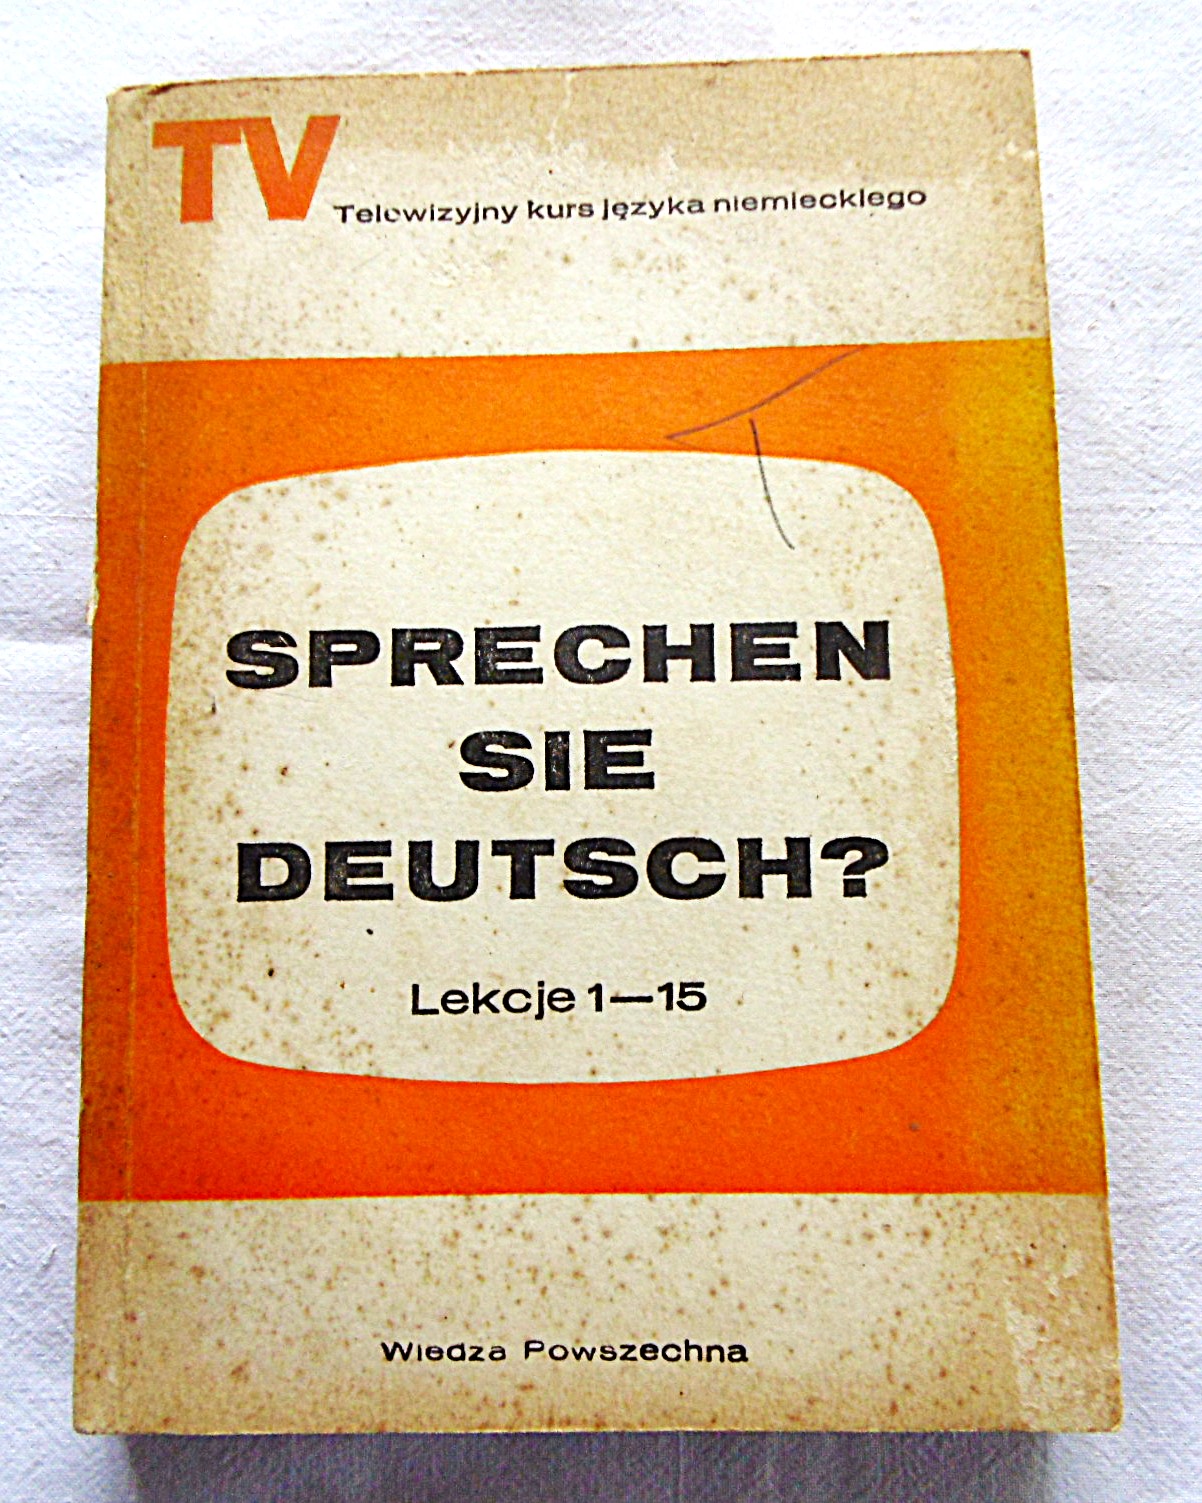 TV
Telewizyjny kurs języka niemieckiego
SPRECHEN
SIE
DEUTSCH?
Lekcje 1—15
Wiedza Powszechna